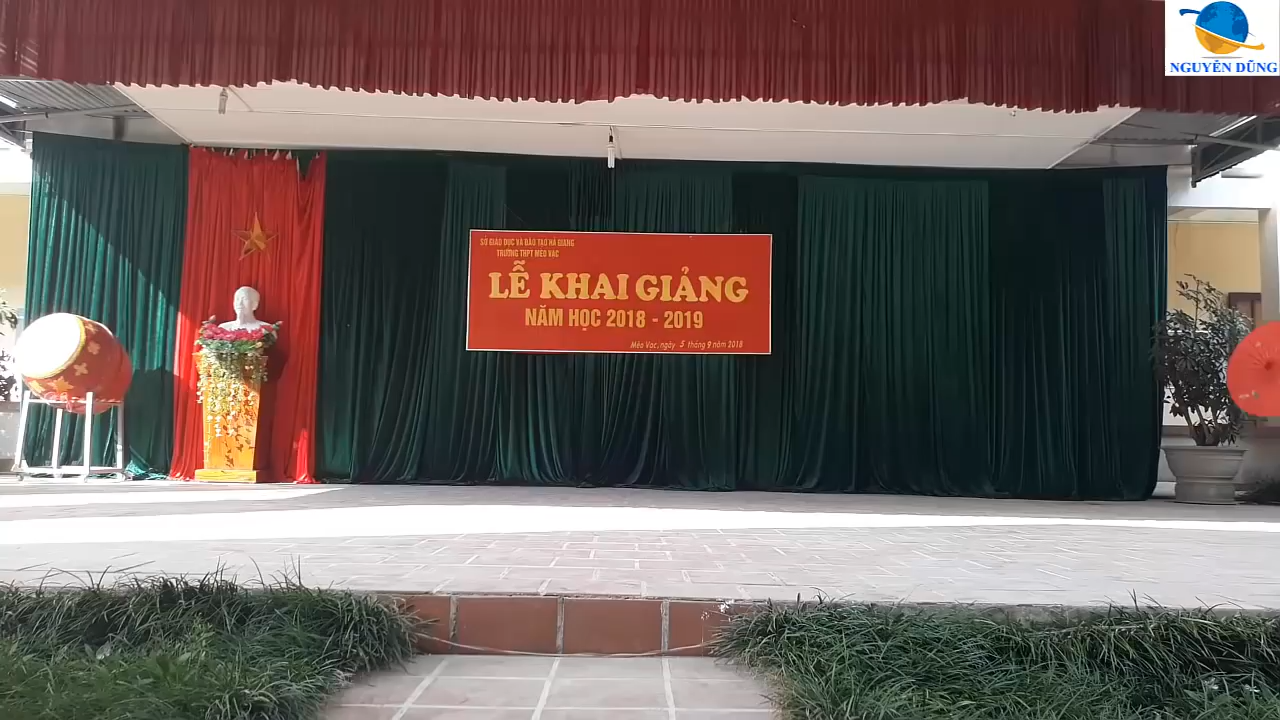 NGUYÊN DŨNG
SỞ GIÁO DỤC VÀ ĐÀO TẠO HÀ GIANG
TRƯỜNG THPT MÈO VẠC
LỄ KHAI GIẢNG
NĂM HỌC 2018 - 2019
Mèo Vạc, ngày 5 tháng 9 năm 2018